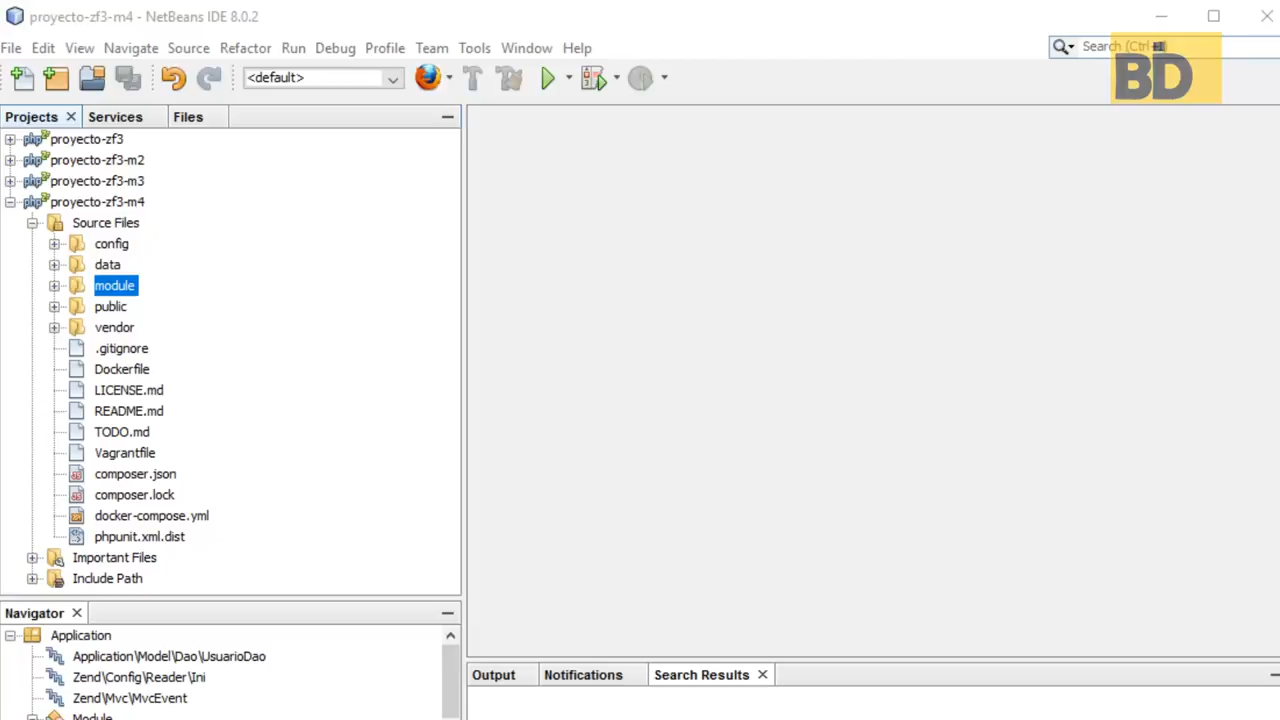 proyecto-zf3-m4 - NetBeans IDE 8.0.2
File Edit View Navigate Source Refactor Run Debug Profile Team Tools Window Help
Search (Ctrl+I)
BD
<default>
Projects Services Files
proyecto-zf3
proyecto-zf3-m2
proyecto-zf3-m3
proyecto-zf3-m4
Source Files
config
data
module
public
vendor
.gitignore
Dockerfile
LICENSE.md
README.md
TODO.md
Vagrantfile
composer.json
composer.lock
docker-compose.yml
phpunit.xml.dist
Important Files
Include Path
Navigator
Application
Application\Model\Dao\UsuarioDao
Zend\Config\Reader\Ini
Zend\Mvc\MvcEvent
Module
Output Notifications Search Results